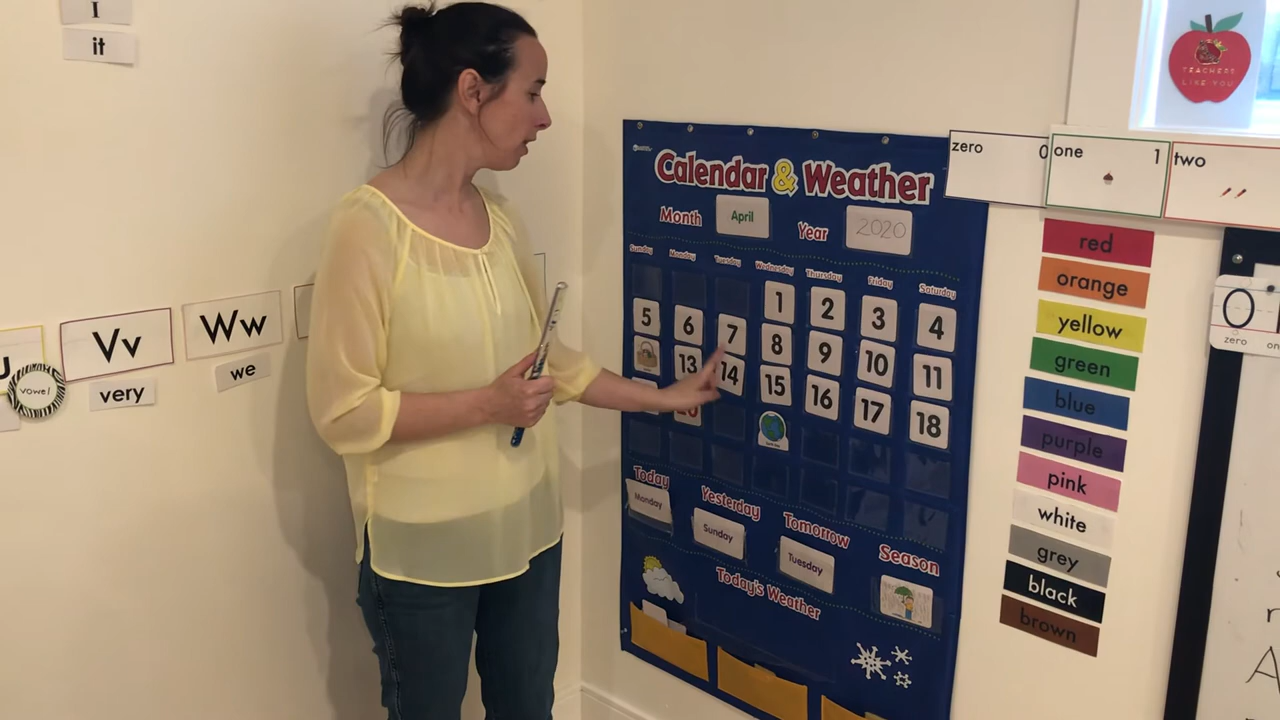 I
it
Vv
very
vowel
Ww
we
Calendar & Weather
Month April
Year 2020
Sunday Monday Tuesday Wednesday Thursday Friday Saturday
1 2 3 4
5 6 7 8 9 10 11
13 14 15 16 17 18
20
Today
Monday
Yesterday
Sunday
Tomorrow
Tuesday
Season
Today's Weather
TEACHERS
LIKE YOU
zero 0
one 1
two
red
orange
yellow
green
blue
purple
pink
white
grey
black
brown
0
zero